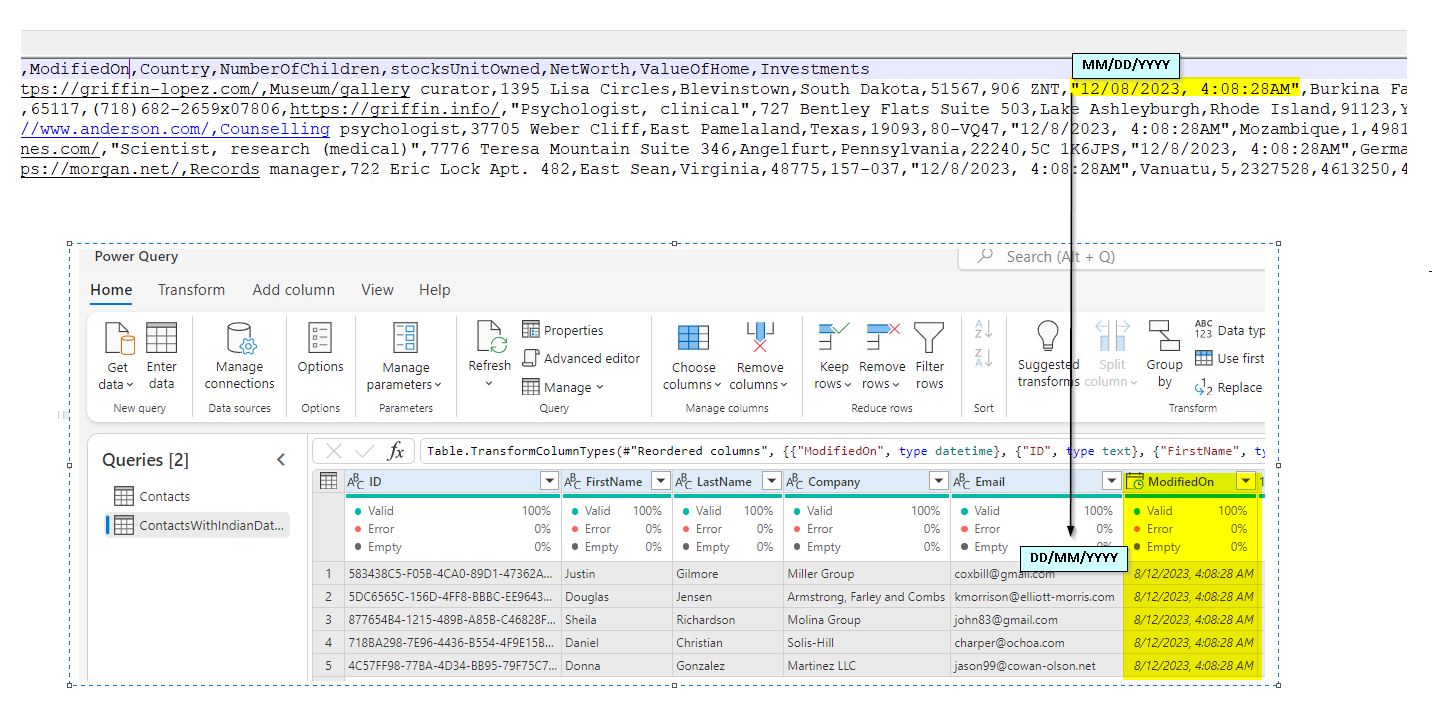 MM/DD/YYYY
,ModifiedOn,Country,NumberOfChildren,stocksUnitOwned,NetWorth,ValueOfHome,Investments
tps://griffin-lopez.com/,Museum/gallery curator,1395 Lisa Circles,Blevinstown,South Dakota,51567,906 ZNT,"12/08/2023, 4:08:28AM",Burkina Fa
,65117,(718)682-2659x07806,https://griffin.info/,"Psychologist, clinical",727 Bentley Flats Suite 503,Lake Ashleyburgh,Rhode Island,91123,Y
//www.anderson.com/,Counselling psychologist,37705 Weber Cliff,East Pamelaland,Texas,19093,80-VQ47,"12/8/2023, 4:08:28AM",Mozambique,1,4981
nes.com/,"Scientist, research (medical)",7776 Teresa Mountain Suite 346,Angelfurt,Pennsylvania,22240,5C 1K6JPS,"12/8/2023, 4:08:28AM",Germa
ps://morgan.net/,Records manager,722 Eric Lock Apt. 482,East Sean,Virginia,48775,157-037,"12/8/2023, 4:08:28AM",Vanuatu,5,2327528,4613250,4
Power Query
Search (Alt + Q)
Home Transform Add column View Help
Get data
Enter data
New query
Manage connections
Data sources
Options
Options
Manage parameters
Parameters
Refresh
Properties
Advanced editor
Manage
Query
Choose columns
Remove columns
Manage columns
Keep rows
Remove rows
Filter rows
Reduce rows
A Z
Z A
Sort
Suggested transforms
Split column
Group by
ABC 123 Data typ
Use first
1 2 Replace
Transform
Queries [2]
Contacts
ContactsWithIndianDat...
fx Table.TransformColumnTypes(#"Reordered columns", {{"ModifiedOn", type datetime}, {"ID", type text}, {"FirstName", ty
ABC ID ABC FirstName ABC LastName ABC Company ABC Email ModifiedOn 1
Valid 100% Valid 100% Valid 100% Valid 100% Valid 100% Valid 100%
Error 0% Error 0% Error 0% Error 0% Error 0% Error 0%
Empty 0% Empty 0% Empty 0% Empty 0% Empty 0% Empty 0%
DD/MM/YYYY
1 583438C5-F05B-4CA0-89D1-47362A... Justin Gilmore Miller Group coxbill@gmail.com 8/12/2023, 4:08:28 AM
2 5DC6565C-156D-4FF8-BBBC-EE9643... Douglas Jensen Armstrong, Farley and Combs kmorrison@elliott-morris.com 8/12/2023, 4:08:28 AM
3 877654B4-1215-489B-A85B-C46828F... Sheila Richardson Molina Group john83@gmail.com 8/12/2023, 4:08:28 AM
4 718BA298-7E96-4436-B554-4F9E15B... Daniel Christian Solis-Hill charper@ochoa.com 8/12/2023, 4:08:28 AM
5 4C57FF98-77BA-4D34-BB95-79F75C7... Donna Gonzalez Martinez LLC jason99@cowan-olson.net 8/12/2023, 4:08:28 AM